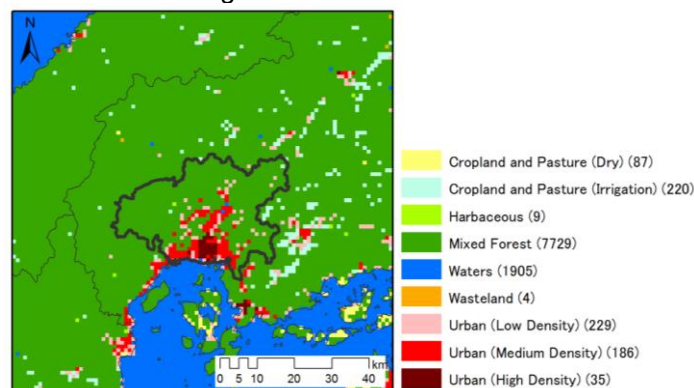 N
Cropland and Pasture (Dry) (87)
Cropland and Pasture (Irrigation) (220)
Harbaceous (9)
Mixed Forest (7729)
Waters (1905)
Wasteland (4)
Urban (Low Density) (229)
Urban (Medium Density) (186)
Urban (High Density) (35)
km
0 5 10 20 30 40